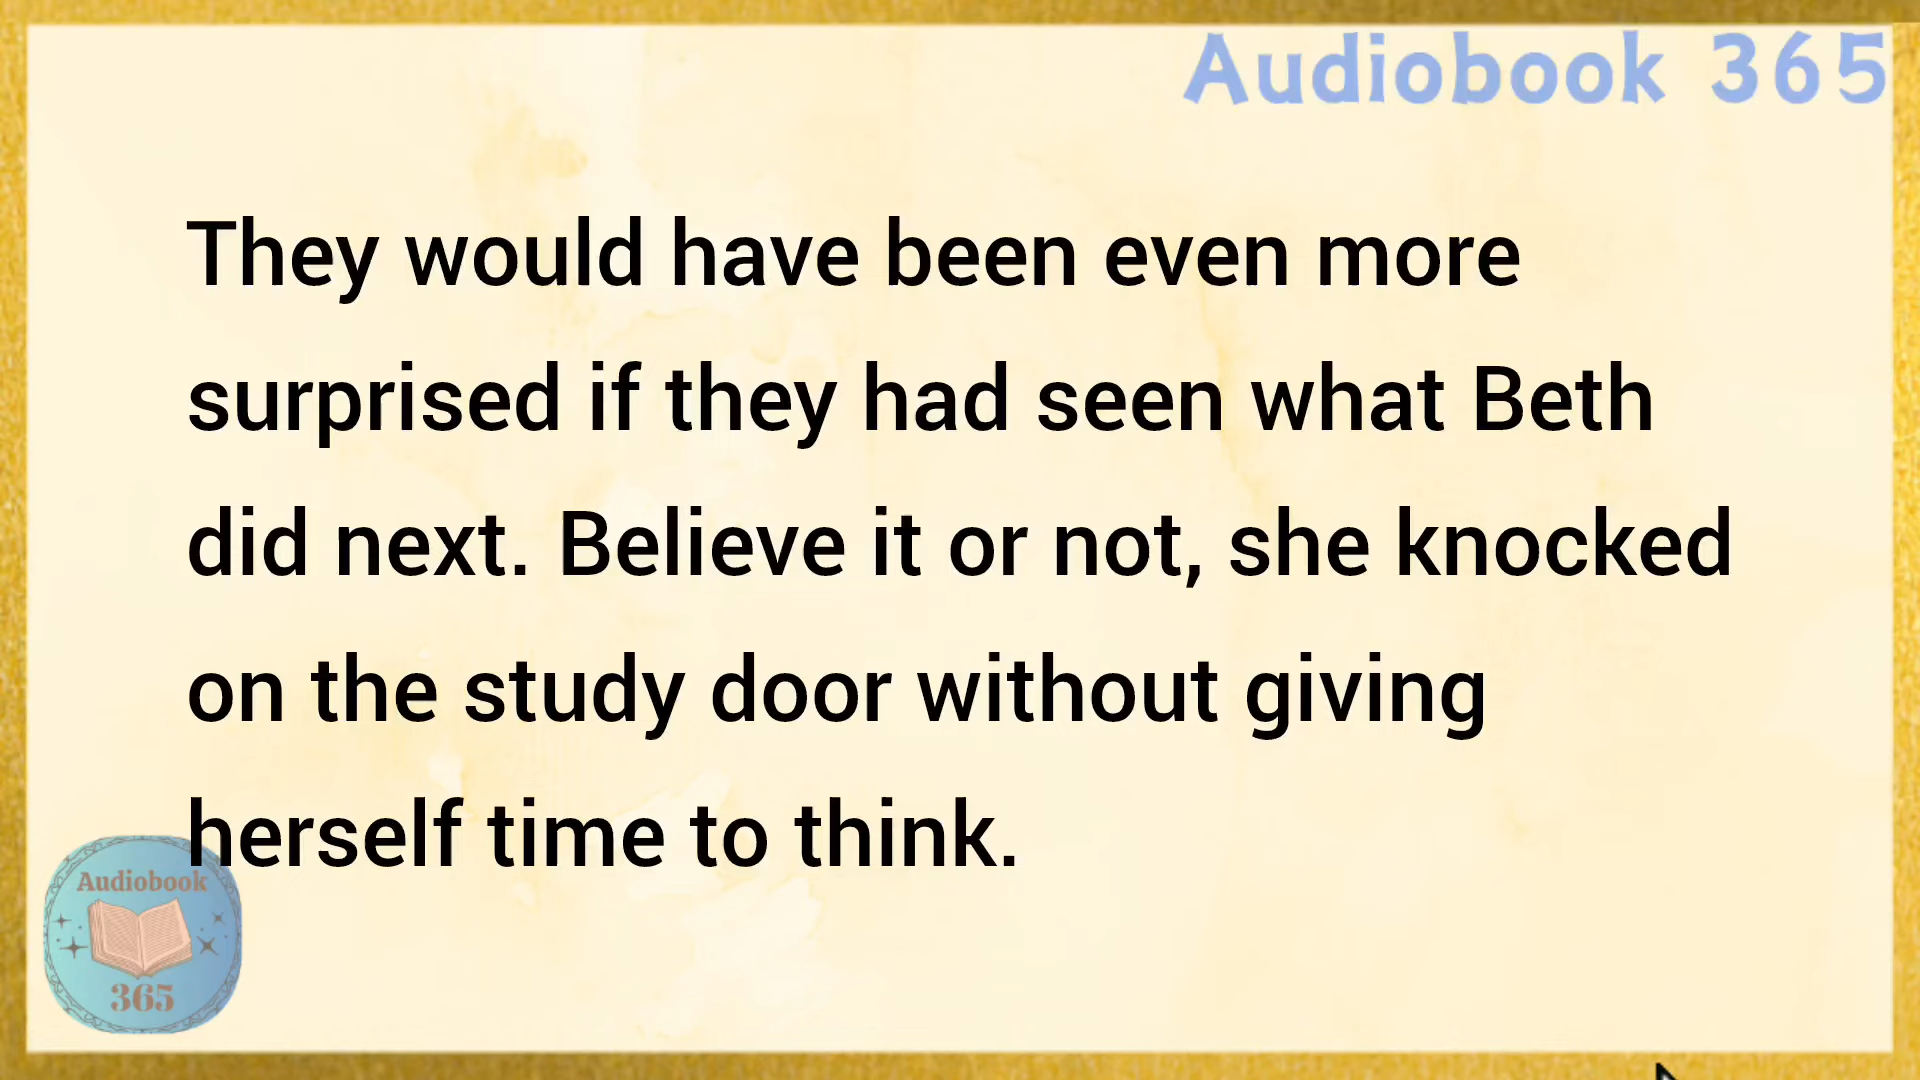 Audiobook 365
They would have been even more
surprised if they had seen what Beth
did next. Believe it or not, she knocked
on the study door without giving
herself time to think.
Audiobook
365